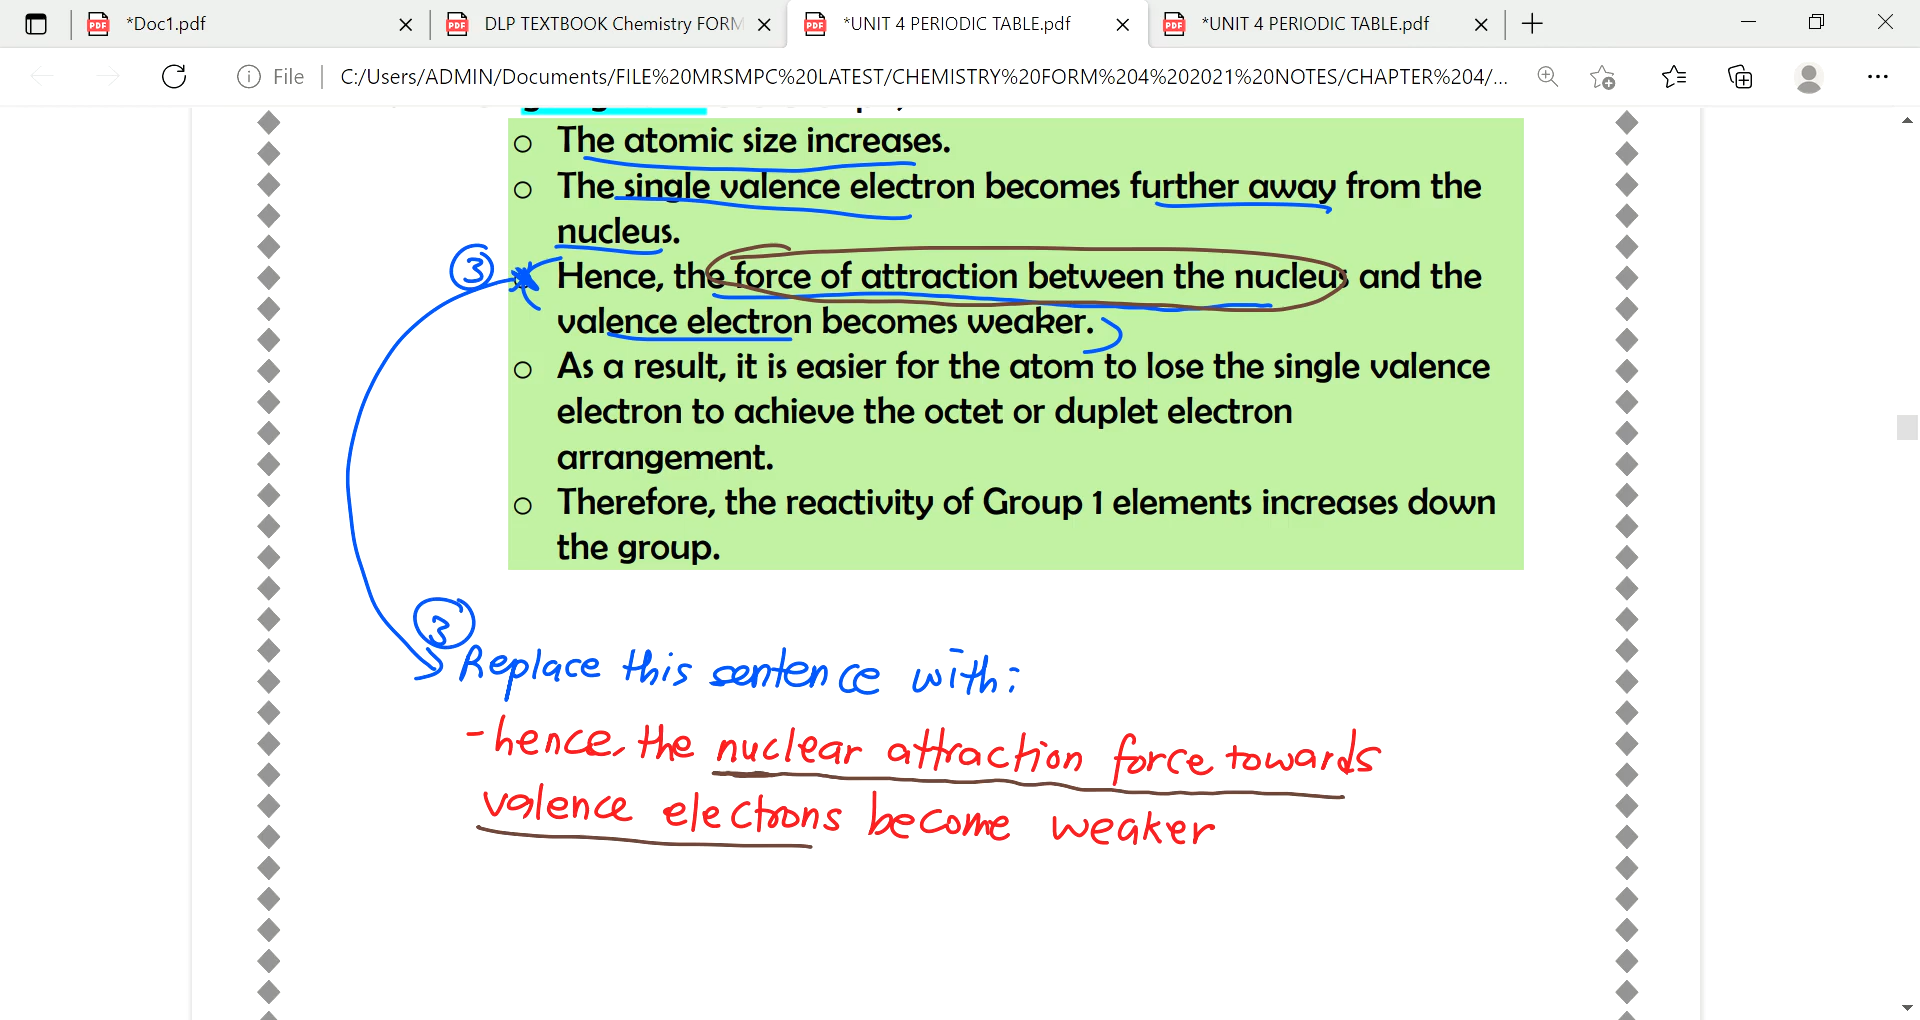 *Doc1.pdf
DLP TEXTBOOK Chemistry FORM
*UNIT 4 PERIODIC TABLE.pdf
*UNIT 4 PERIODIC TABLE.pdf
File
C:/Users/ADMIN/Documents/FILE%20MRSMPC%20LATEST/CHEMISTRY%20FORM%204%202021%20NOTES/CHAPTER%204/...
The atomic size increases.
The single valence electron becomes further away from the
nucleus.
3
Hence, the force of attraction between the nucleus and the
valence electron becomes weaker.
As a result, it is easier for the atom to lose the single valence
electron to achieve the octet or duplet electron
arrangement.
Therefore, the reactivity of Group 1 elements increases down
the group.
3
Replace this sentence with:
-hence, the nuclear attraction force towards
valence electrons become weaker